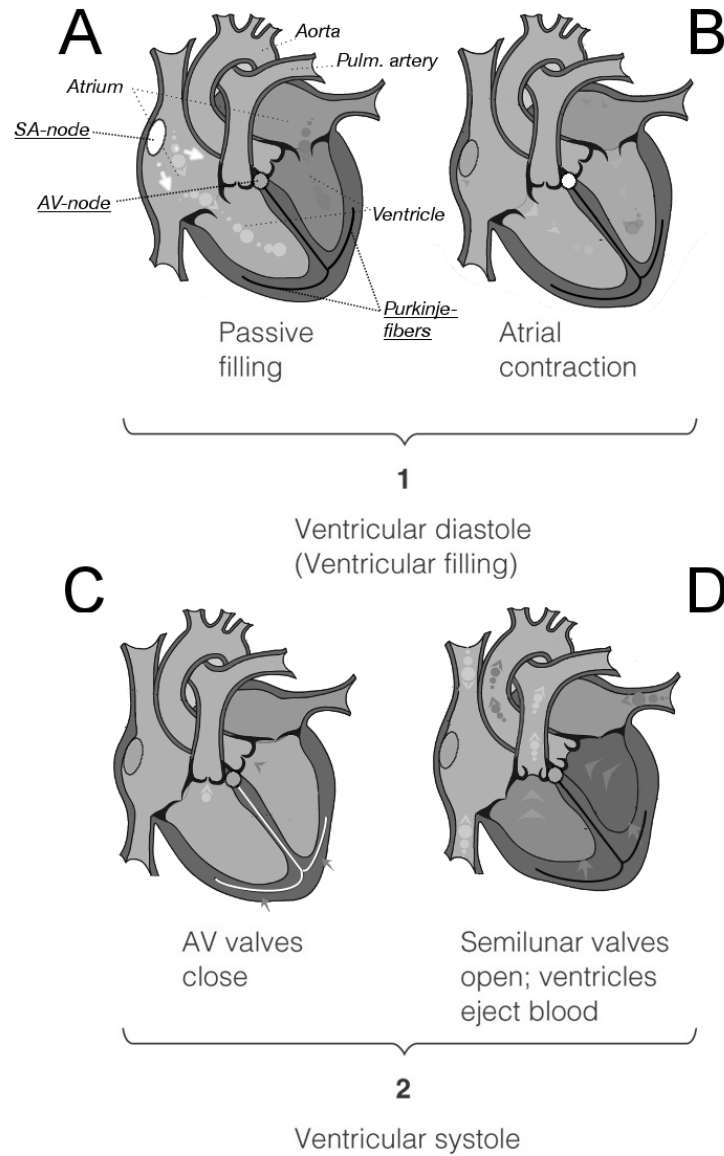 A
B
Aorta
Pulm. artery
Atrium
SA-node
AV-node
Ventricle
Purkinje-
fibers
Passive
filling
Atrial
contraction
1
Ventricular diastole
(Ventricular filling)
C
D
AV valves
close
Semilunar valves
open; ventricles
eject blood
2
Ventricular systole